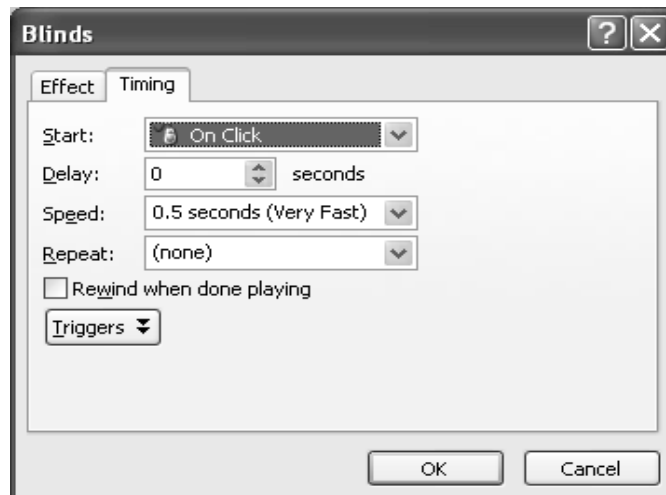 Blinds
Effect Timing
Start: On Click
Delay: 0 seconds
Speed: 0.5 seconds (Very Fast)
Repeat: (none)
Rewind when done playing
Triggers
OK Cancel